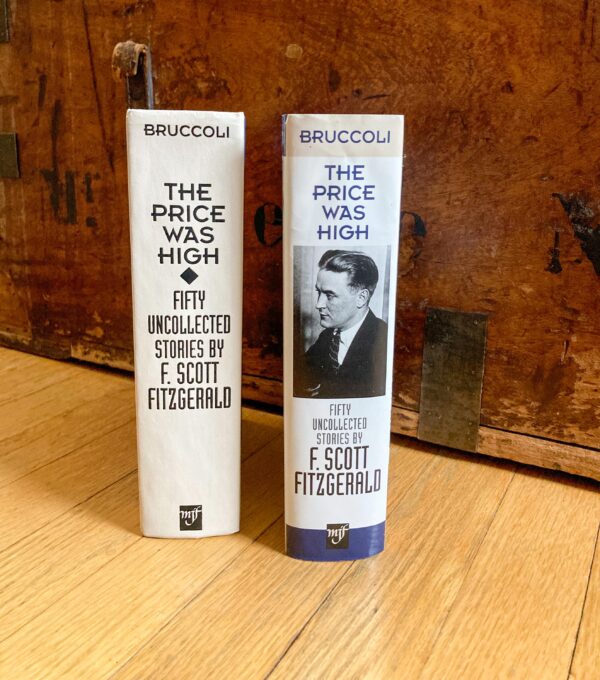 BRUCCOLI
THE
PRICE
WAS
HIGH
FIFTY
UNCOLLECTED
STORIES BY
F. SCOTT
FITZGERALD
mjf
BRUCCOLI
THE
PRICE
WAS
HIGH
FIFTY
UNCOLLECTED
STORIES BY
F. SCOTT
FITZGERALD
mjf